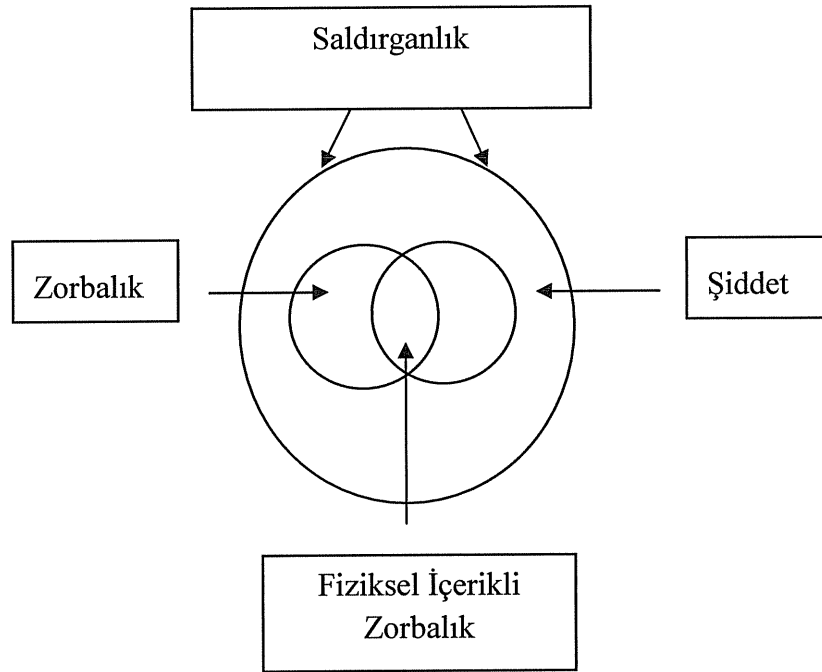 Saldırganlık
Zorbalık
Şiddet
Fiziksel İçerikli
Zorbalık